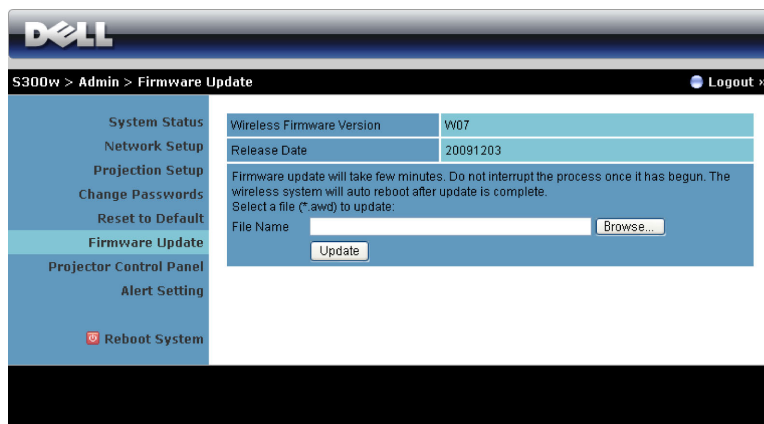 DELL
S300w > Admin > Firmware Update
Logout »
System Status
Network Setup
Projection Setup
Change Passwords
Reset to Default
Firmware Update
Projector Control Panel
Alert Setting
Reboot System
Wireless Firmware Version W07
Release Date 20091203
Firmware update will take few minutes. Do not interrupt the process once it has begun. The
wireless system will auto reboot after update is complete.
Select a file (*.awd) to update:
File Name Browse...
Update